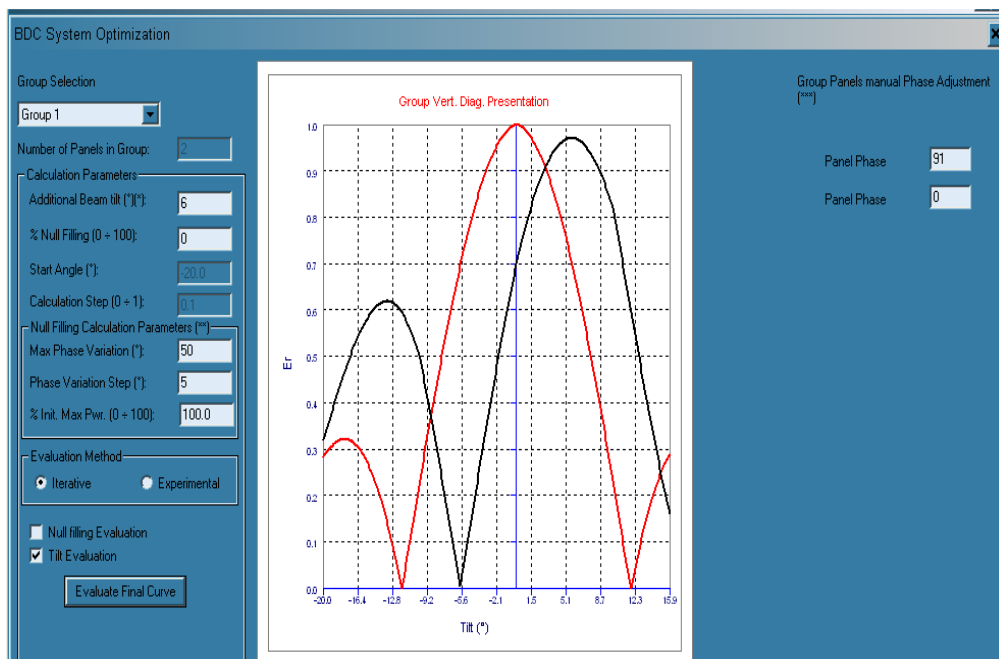 BDC System Optimization
Group Selection
Group 1
Number of Panels in Group: 2
Calculation Parameters
Additional Beam tilt (°)(*): 6
% Null Filling (0 ÷ 100): 0
Start Angle (°): -20.0
Calculation Step (0 ÷ 1): 0.1
Null Filling Calculation Parameters (**)
Max Phase Variation (°): 50
Phase Variation Step (°): 5
% Init. Max Pwr. (0 ÷ 100): 100.0
Evaluation Method
Iterative Experimental
Null filling Evaluation
Tilt Evaluation
Evaluate Final Curve
Group Vert. Diag. Presentation
1.0
0.9
0.8
0.7
0.6
0.5
0.4
0.3
0.2
0.1
0.0
Er
-20.0 -16.4 -12.8 -9.2 -5.6 -2.1 1.5 5.1 8.7 12.3 15.9
Tilt (°)
Group Panels manual Phase Adjustment
(***)
Panel Phase 91
Panel Phase 0